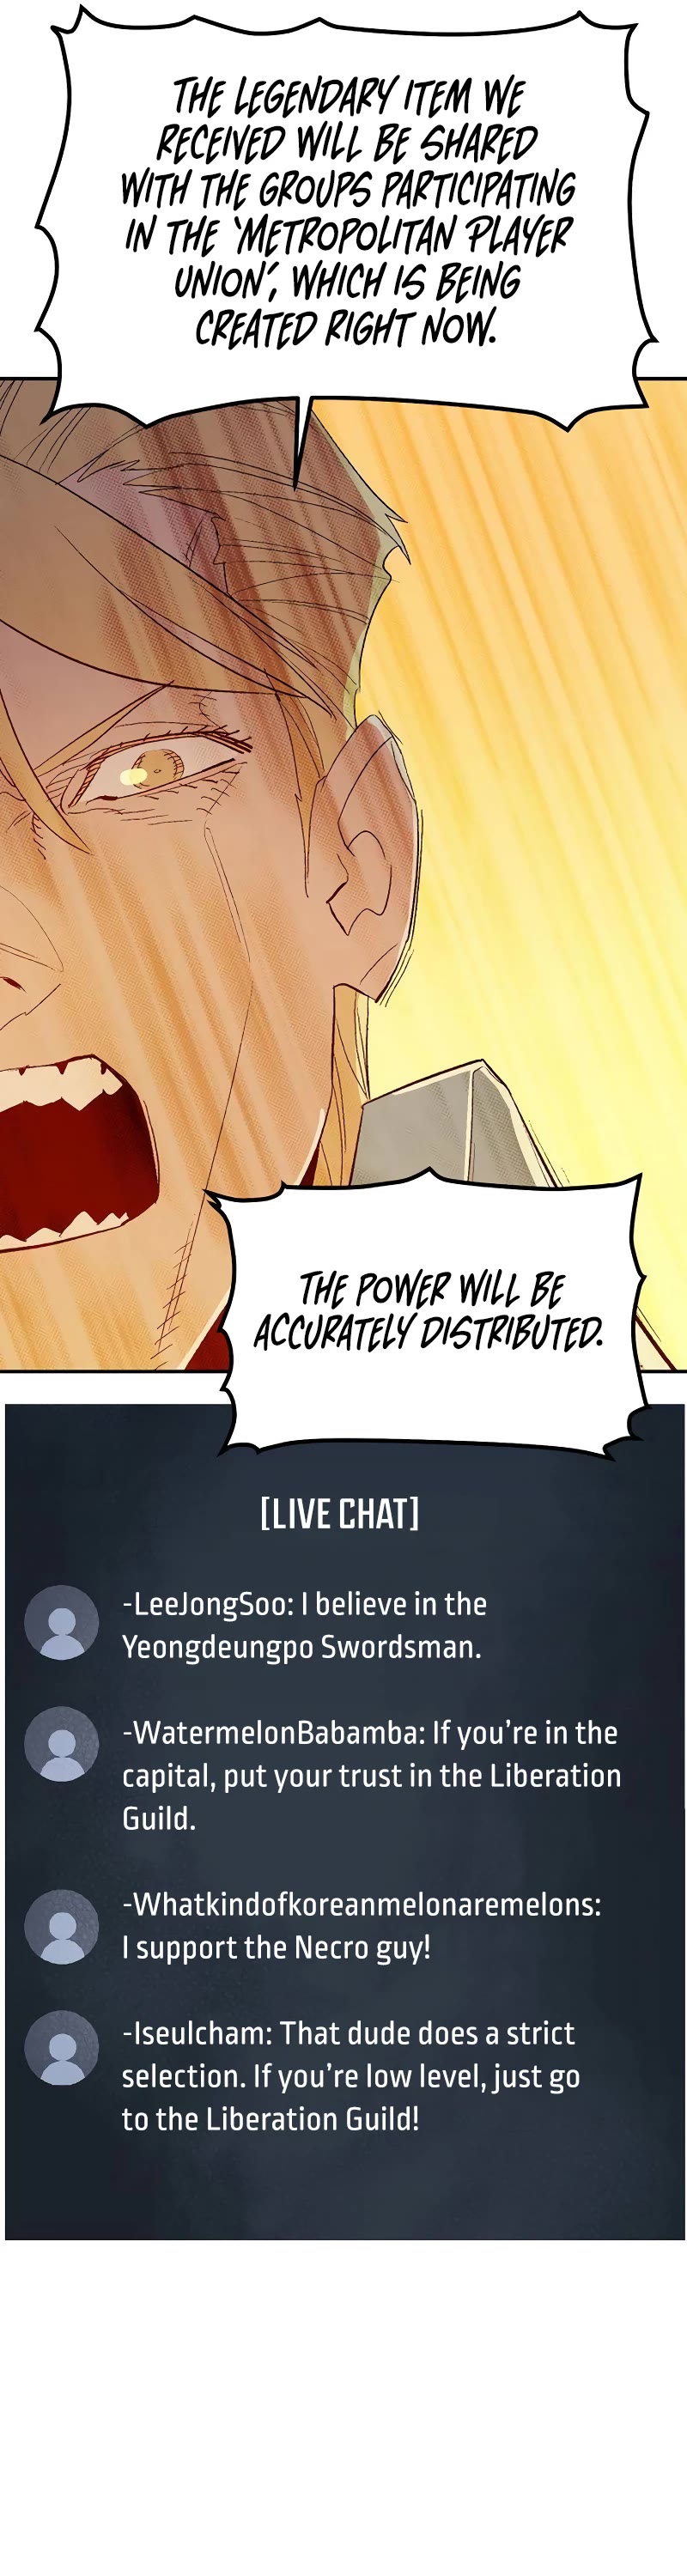 THE LEGENDARY ITEM WE
RECEIVED WILL BE SHARED
WITH THE GROUPS PARTICIPATING
IN THE 'METROPOLITAN PLAYER
UNION', WHICH IS BEING
CREATED RIGHT NOW.
THE POWER WILL BE
ACCURATELY DISTRIBUTED.
[LIVE CHAT]
-LeeJongSoo: I believe in the
Yeongdeungpo Swordsman.
-WatermelonBabamba: If you're in the
capital, put your trust in the Liberation
Guild.
-Whatkindofkoreanmelonaremelons:
I support the Necro guy!
-Iseulcham: That dude does a strict
selection. If you're low level, just go
to the Liberation Guild!